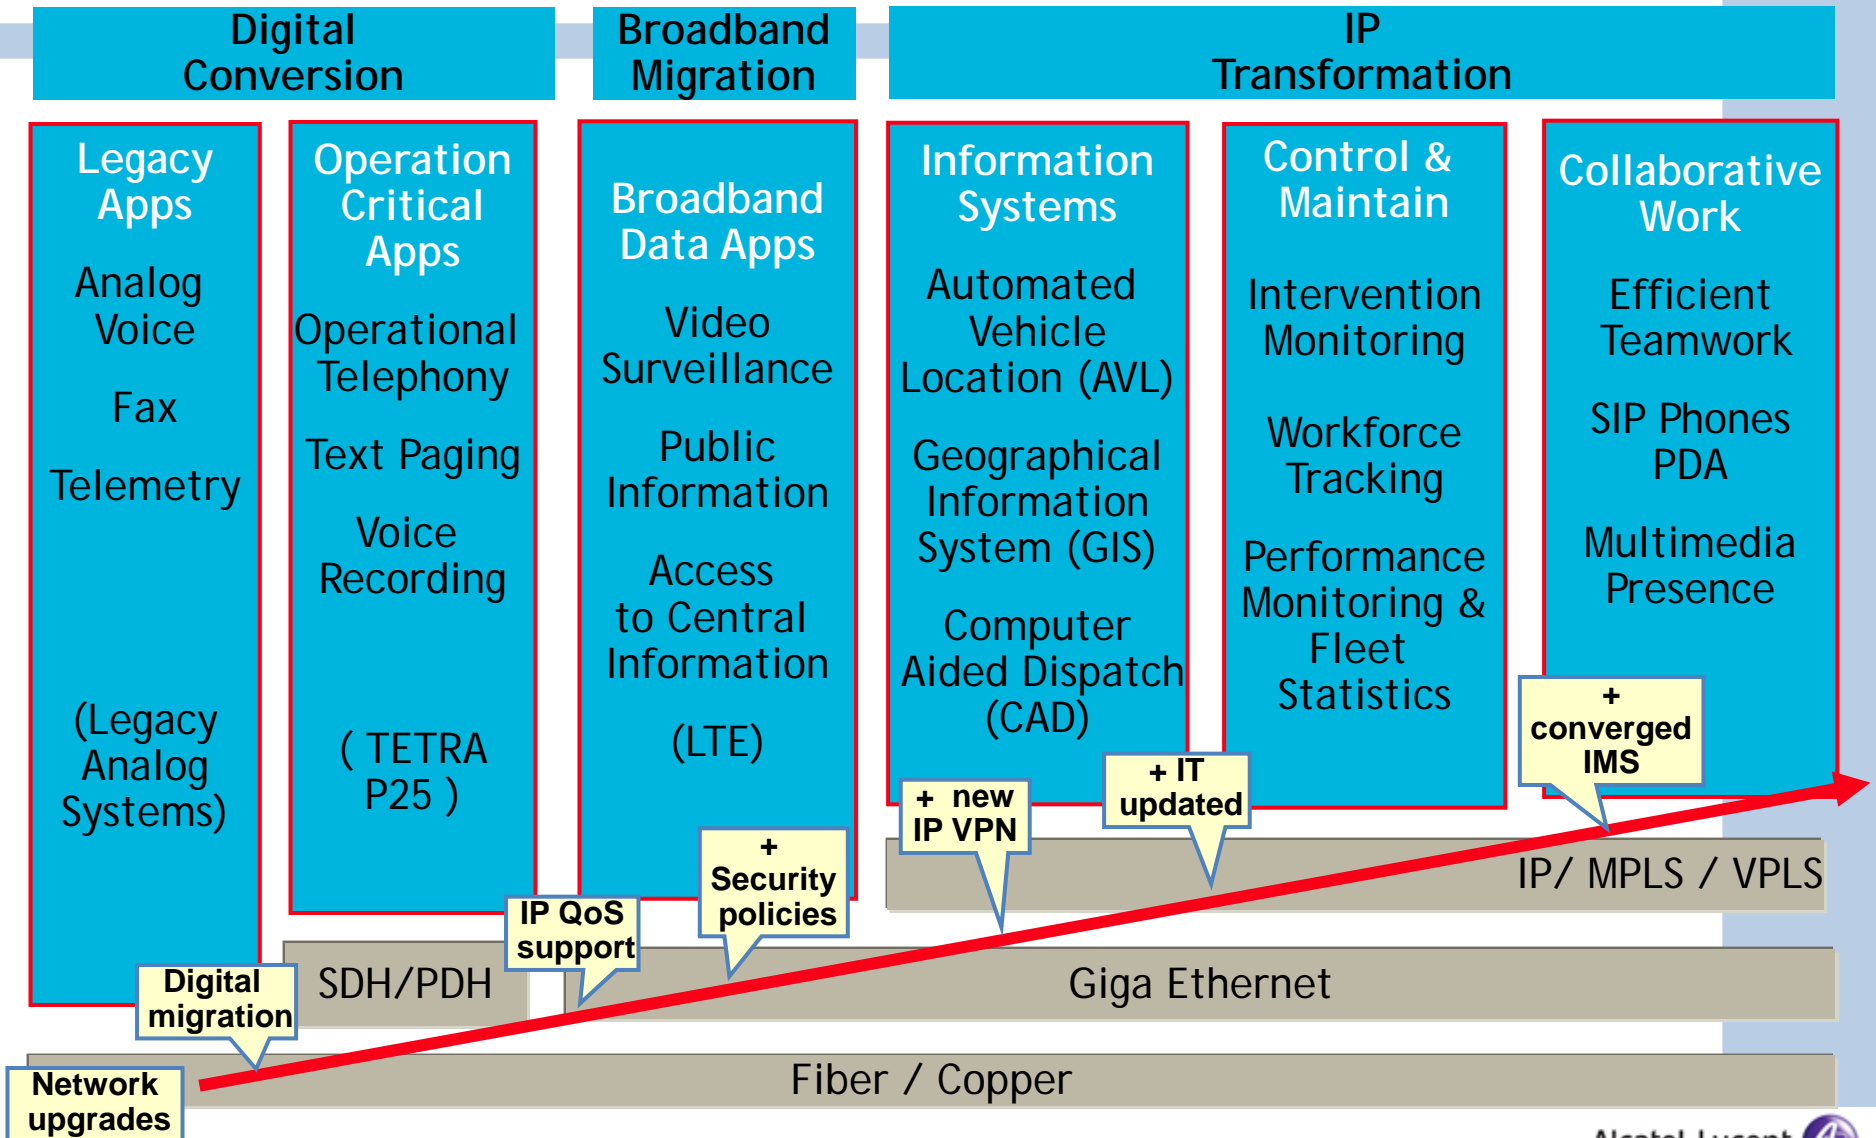 Digital
Conversion
Broadband
Migration
IP
Transformation
Legacy
Apps
Analog
Voice
Fax
Telemetry
(Legacy
Analog
Systems)
Operation
Critical
Apps
Operational
Telephony
Text Paging
Voice
Recording
( TETRA
P25 )
Broadband
Data Apps
Video
Surveillance
Public
Information
Access
to Central
Information
(LTE)
Information
Systems
Automated
Vehicle
Location (AVL)
Geographical
Information
System (GIS)
Computer
Aided Dispatch
(CAD)
Control &
Maintain
Intervention
Monitoring
Workforce
Tracking
Performance
Monitoring &
Fleet
Statistics
Collaborative
Work
Efficient
Teamwork
SIP Phones
PDA
Multimedia
Presence
+
converged
IMS
+ IT
updated
+ new
IP VPN
+
Security
policies
IP QoS
support
Digital
migration
Network
upgrades
IP/ MPLS / VPLS
SDH/PDH
Giga Ethernet
Fiber / Copper
Alcatel-Lucent